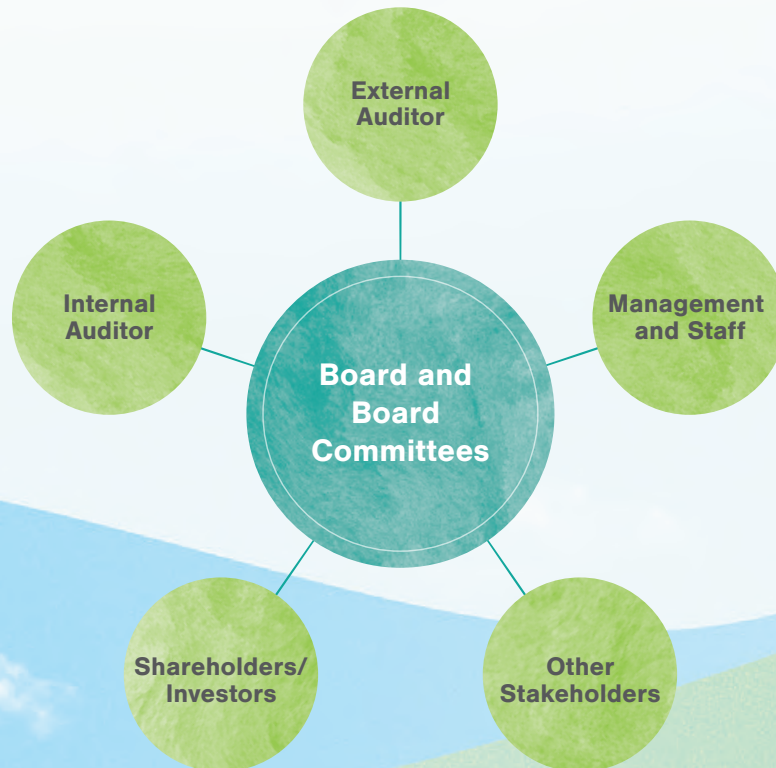 External
Auditor
Internal
Auditor
Management
and Staff
Board and
Board
Committees
Shareholders/
Investors
Other
Stakeholders